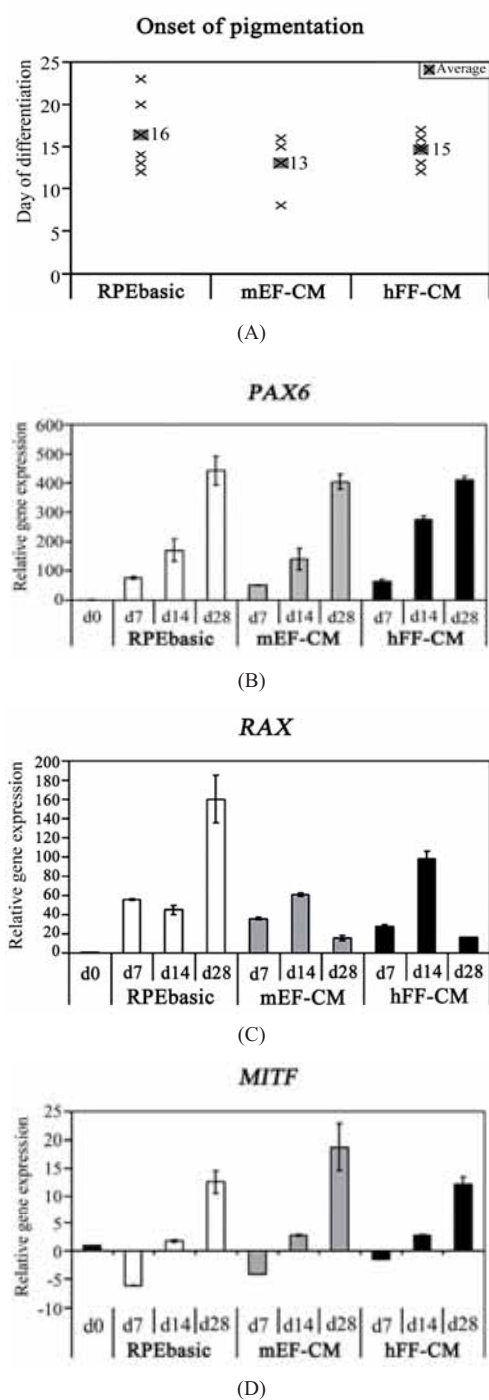 Onset of pigmentation
Average
Day of differentiation
25
20
15
10
5
0
16
13
15
RPEbasic mEF-CM hFF-CM
(A)
PAX6
Relative gene expression
600
500
400
300
200
100
0
d0 d7 d14 d28 d7 d14 d28 d7 d14 d28
RPEbasic mEF-CM hFF-CM
(B)
RAX
Relative gene expression
200
180
160
140
120
100
80
60
40
20
0
d0 d7 d14 d28 d7 d14 d28 d7 d14 d28
RPEbasic mEF-CM hFF-CM
(C)
MITF
Relative gene expression
25
20
15
10
5
0
-5
-10
d0 d7 d14 d28 d7 d14 d28 d7 d14 d28
RPEbasic mEF-CM hFF-CM
(D)